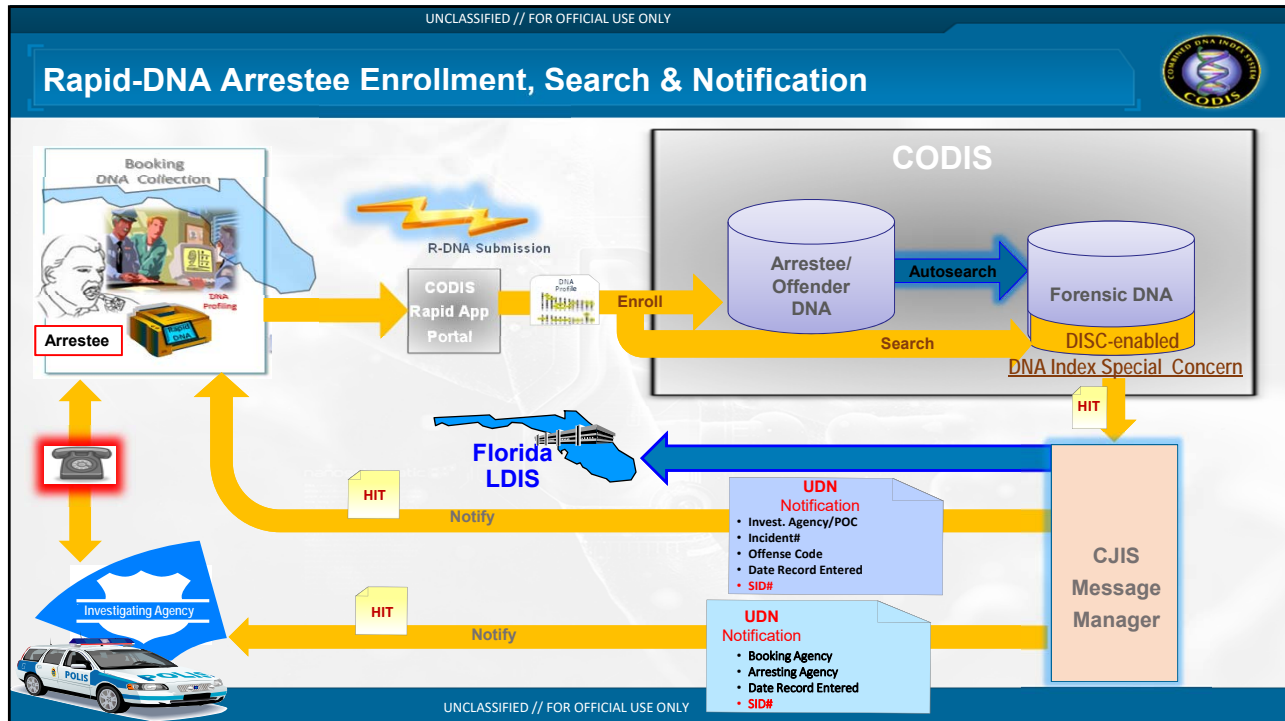 UNCLASSIFIED // FOR OFFICIAL USE ONLY
Rapid-DNA Arrestee Enrollment, Search & Notification
COMBINED DNA INDEX SYSTEM
CODIS
Booking
DNA Collection
DNA
Profiling
Rapid
DNA
Arrestee
R-DNA Submission
CODIS
Rapid App
Portal
DNA
Profile
Enroll
CODIS
Arrestee/
Offender
DNA
Autosearch
Forensic DNA
Search
DISC-enabled
DNA Index Special Concern
HIT
Florida
LDIS
HIT
Notify
UDN
Notification
• Invest. Agency/POC
• Incident#
• Offense Code
• Date Record Entered
• SID#
CJIS
Message
Manager
Investigating Agency
POLIS
HIT
Notify
UDN
Notification
• Booking Agency
• Arresting Agency
• Date Record Entered
• SID#
UNCLASSIFIED // FOR OFFICIAL USE ONLY